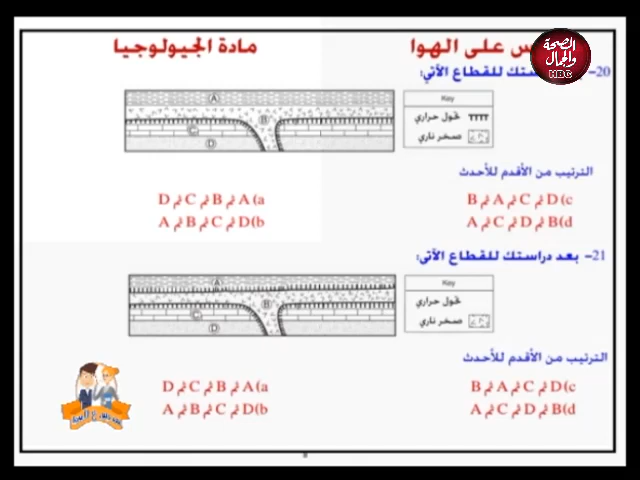 الصحة
والجمال
HBC
س على الهوا
مادة الجيولوجيا
20- ستك للقطاع الآتي:
A
B
C
D
Key
تحول حراري
صخر ناري
الترتيب من الأقدم للأحدث
a) A ثم B ثم C ثم D
c) D ثم C ثم A ثم B
b) D ثم C ثم B ثم A
d) B ثم D ثم C ثم A
21- بعد دراستك للقطاع الآتى:
A
B
C
D
Key
تحول حراري
صخر ناري
الترتيب من الأقدم للأحدث
a) A ثم B ثم C ثم D
c) D ثم C ثم A ثم B
b) D ثم C ثم B ثم A
d) B ثم D ثم C ثم A